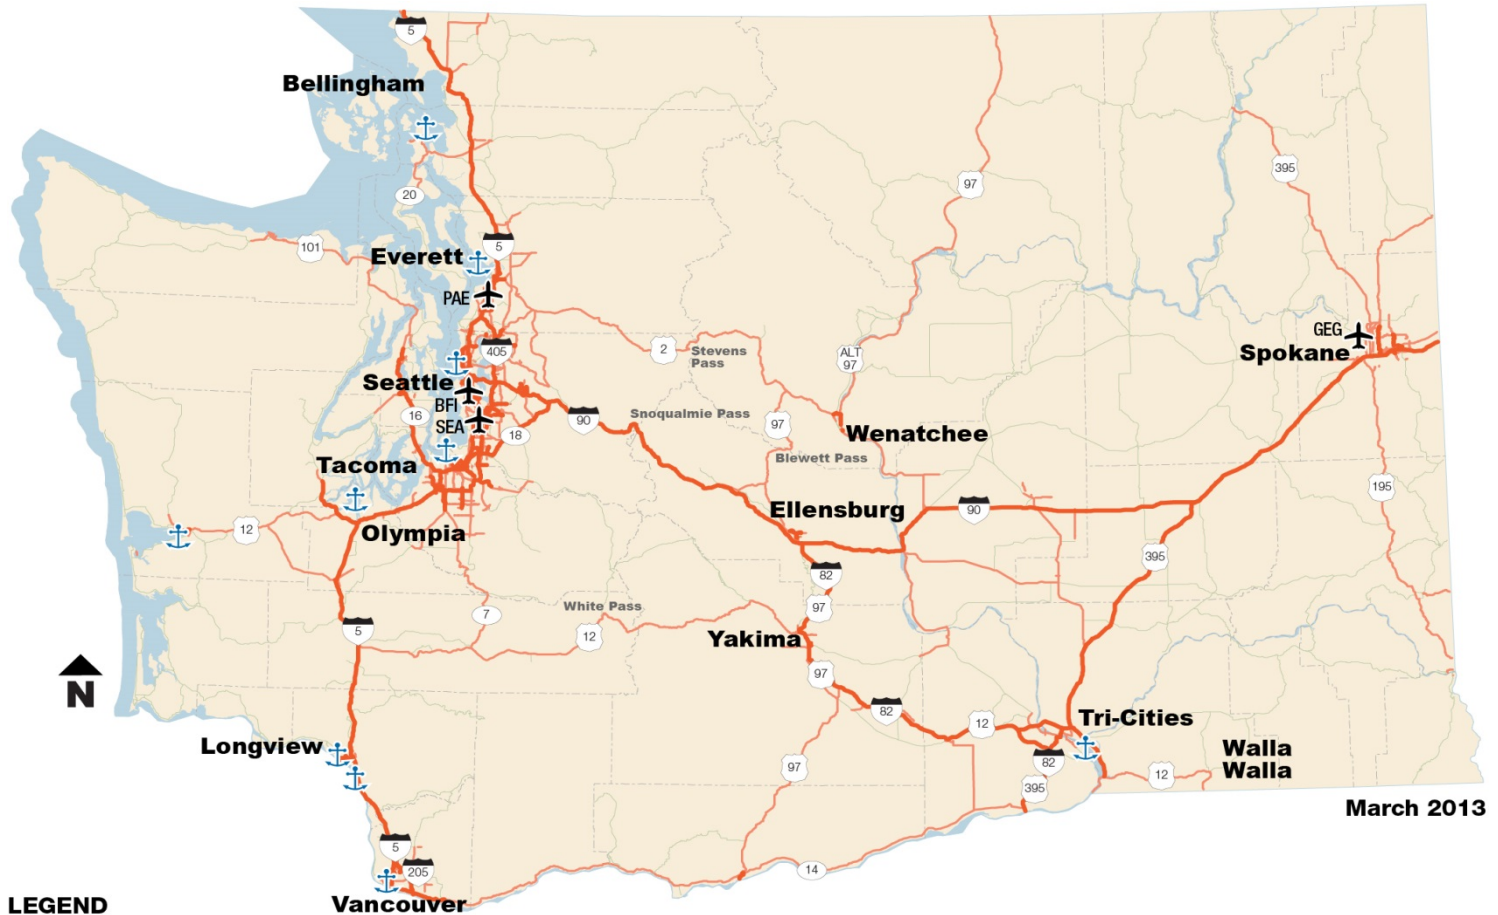 5
Bellingham
395
97
20
101
5
Everett
PAE
GEG
Spokane
405
2
Stevens
Pass
ALT
97
Seattle
BFI
SEA
16
18
90
Snoqualmie Pass
97
Wenatchee
Blewett Pass
Tacoma
195
Ellensburg
90
12
Olympia
395
82
97
White Pass
7
12
5
Yakima
97
N
82
12
Tri-Cities
Longview
Walla
Walla
82
97
12
395
March 2013
5
205
14
LEGEND
Vancouver